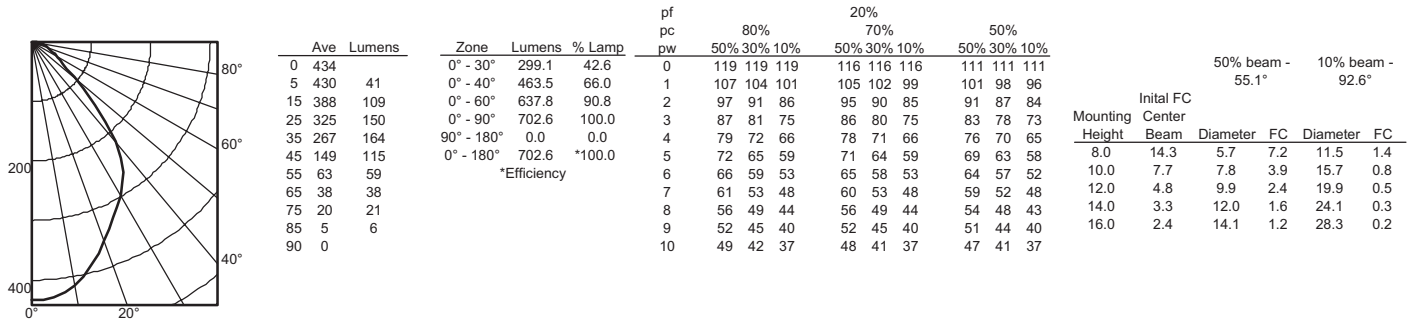 80°
60°
40°
200
400
0° 20°
Ave Lumens
0 434
5 430 41
15 388 109
25 325 150
35 267 164
45 149 115
55 63 59
65 38 38
75 20 21
85 5 6
90 0
Zone Lumens % Lamp
0° - 30° 299.1 42.6
0° - 40° 463.5 66.0
0° - 60° 637.8 90.8
0° - 90° 702.6 100.0
90° - 180° 0.0 0.0
0° - 180° 702.6 *100.0
*Efficiency
pf 20%
pc 80% 70% 50%
pw 50% 30% 10% 50% 30% 10% 50% 30% 10%
0 119 119 119 116 116 116 111 111 111
1 107 104 101 105 102 99 101 98 96
2 97 91 86 95 90 85 91 87 84
3 87 81 75 86 80 75 83 78 73
4 79 72 66 78 71 66 76 70 65
5 72 65 59 71 64 59 69 63 58
6 66 59 53 65 58 53 64 57 52
7 61 53 48 60 53 48 59 52 48
8 56 49 44 56 49 44 54 48 43
9 52 45 40 52 45 40 51 44 40
10 49 42 37 48 41 37 47 41 37
50% beam - 10% beam -
55.1° 92.6°
Inital FC
Mounting Center
Height Beam Diameter FC Diameter FC
8.0 14.3 5.7 7.2 11.5 1.4
10.0 7.7 7.8 3.9 15.7 0.8
12.0 4.8 9.9 2.4 19.9 0.5
14.0 3.3 12.0 1.6 24.1 0.3
16.0 2.4 14.1 1.2 28.3 0.2